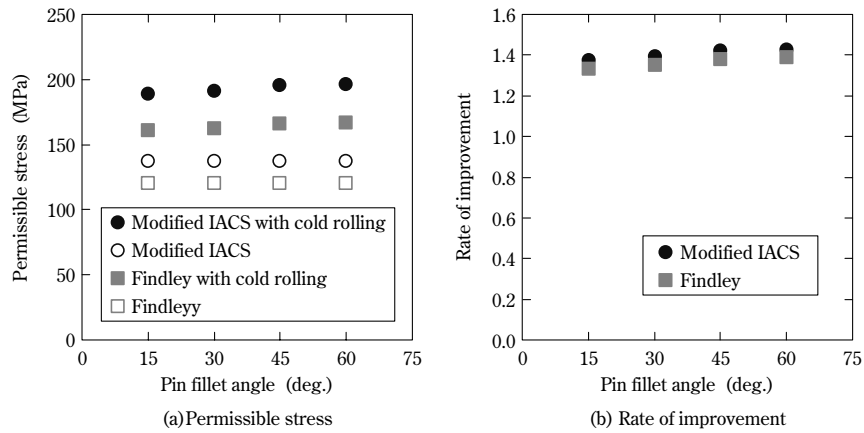 250
200
150
100
50
0
Permissible stress (MPa)
Modified IACS with cold rolling
Modified IACS
Findley with cold rolling
Findleyy
0 15 30 45 60 75
Pin fillet angle (deg.)
(a)Permissible stress
1.6
1.4
1.2
1.0
0.8
0.6
0.4
0.2
0.0
Rate of improvement
Modified IACS
Findley
0 15 30 45 60 75
Pin fillet angle (deg.)
(b) Rate of improvement